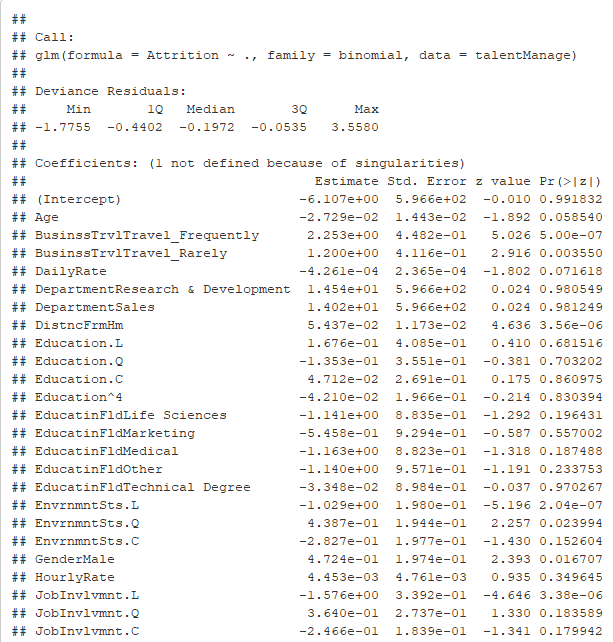 ##
## Call:
## glm(formula = Attrition ~ ., family = binomial, data = talentManage)
##
## Deviance Residuals:
##     Min       1Q   Median       3Q      Max
## -1.7755  -0.4402  -0.1972  -0.0535   3.5580
##
## Coefficients: (1 not defined because of singularities)
##                                    Estimate Std. Error z value Pr(>|z|)
## (Intercept)                      -6.107e+00  5.966e+02  -0.010 0.991832
## Age                              -2.729e-02  1.443e-02  -1.892 0.058540
## BusinssTrvlTravel_Frequently      2.253e+00  4.482e-01   5.026 5.00e-07
## BusinssTrvlTravel_Rarely          1.200e+00  4.116e-01   2.916 0.003550
## DailyRate                        -4.261e-04  2.365e-04  -1.802 0.071618
## DepartmentResearch & Development  1.454e+01  5.966e+02   0.024 0.980549
## DepartmentSales                   1.402e+01  5.966e+02   0.024 0.981249
## DistncFrmHm                       5.437e-02  1.173e-02   4.636 3.56e-06
## Education.L                       1.676e-01  4.085e-01   0.410 0.681516
## Education.Q                      -1.353e-01  3.551e-01  -0.381 0.703202
## Education.C                       4.712e-02  2.691e-01   0.175 0.860975
## Education^4                      -4.210e-02  1.966e-01  -0.214 0.830394
## EducatinFldLife Sciences         -1.141e+00  8.835e-01  -1.292 0.196431
## EducatinFldMarketing             -5.458e-01  9.294e-01  -0.587 0.557002
## EducatinFldMedical               -1.163e+00  8.823e-01  -1.318 0.187488
## EducatinFldOther                 -1.140e+00  9.571e-01  -1.191 0.233753
## EducatinFldTechnical Degree      -3.348e-02  8.984e-01  -0.037 0.970267
## EnvrnmntSts.L                    -1.029e+00  1.980e-01  -5.196 2.04e-07
## EnvrnmntSts.Q                     4.387e-01  1.944e-01   2.257 0.023994
## EnvrnmntSts.C                    -2.827e-01  1.977e-01  -1.430 0.152604
## GenderMale                        4.724e-01  1.974e-01   2.393 0.016707
## HourlyRate                        4.453e-03  4.761e-03   0.935 0.349645
## JobInvlvmnt.L                    -1.576e+00  3.392e-01  -4.646 3.38e-06
## JobInvlvmnt.Q                     3.640e-01  2.737e-01   1.330 0.183589
## JobInvlvmnt.C                    -2.466e-01  1.839e-01  -1.341 0.179942